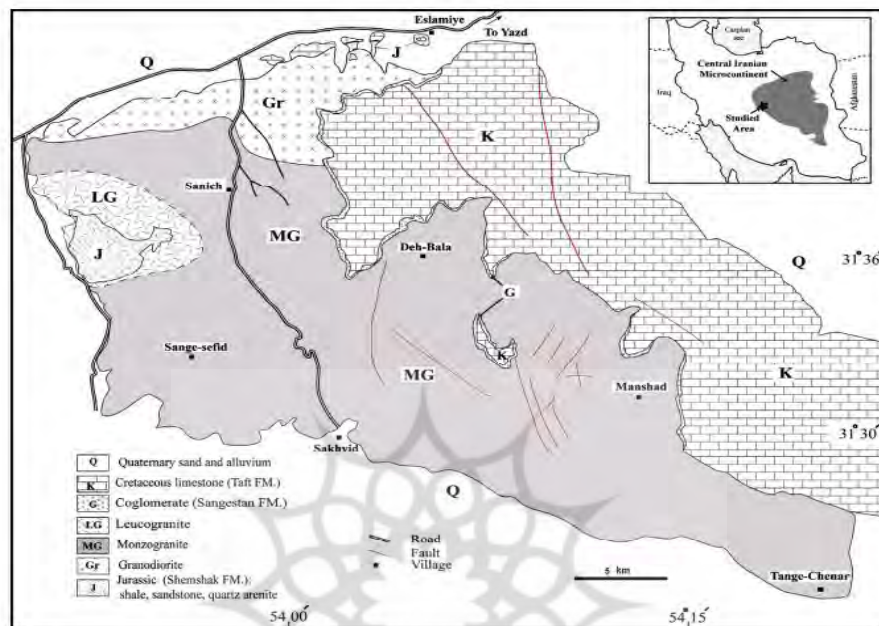 Eslamiye
To Yazd
J
Q
Gr
K
Sanich
LG
MG
J
Deh-Bala
Q
G
Sange-sefid
K
MG
Manshad
K
Sakhvid
Q
Tange-Chenar
31° 36
31° 30
54° 00
54° 15
Caspian
sea
Central Iranian
Microcontinent
Iraq
Afghanistan
Studied
Area
Q Quaternary sand and alluvium
K Cretaceous limestone (Taft FM.)
G Coglomerate (Sangestan FM.)
LG Leucogranite
MG Monzogranite
Gr Granodiorite
J Jurassic (Shemshak FM.):
shale, sandstone, quartz arenite
Road
Fault
Village
5 km